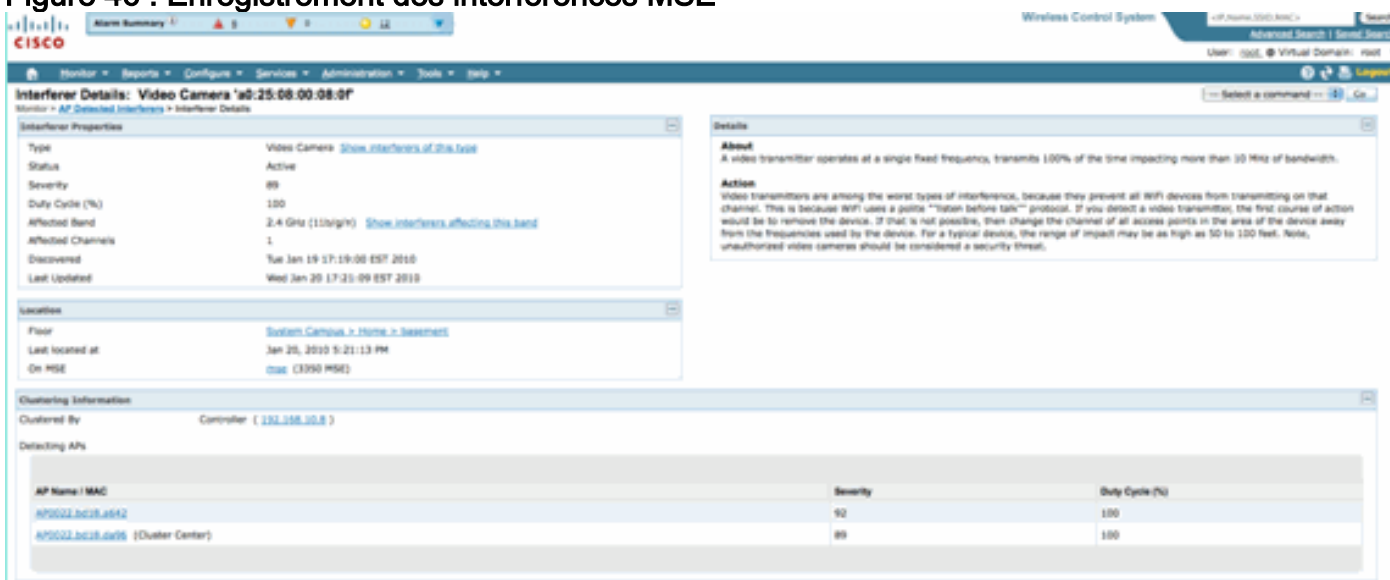 Figure 40 : Enregistrement des interférences MSE
CISCO
Alarm Summary
Wireless Control System
<IP,Name,SSID,MAC>
Search
Advanced Search | Saved Search
User: root @ Virtual Domain: root
Monitor Reports Configure Services Administration Tools Help
Logout
Interferer Details: Video Camera 'a0:25:08:00:08:0f'
-- Select a command -- Go
Monitor > AP Detected Interferers > Interferer Details
Interferer Properties
Type Video Camera Show interferers of this type
Status Active
Severity 89
Duty Cycle (%) 100
Affected Band 2.4 GHz (11b/g/n) Show interferers affecting this band
Affected Channels 1
Discovered Tue Jan 19 17:19:00 EST 2010
Last Updated Wed Jan 20 17:21:09 EST 2010
Details
About
A video transmitter operates at a single fixed frequency, transmits 100% of the time impacting more than 10 MHz of bandwidth.
Action
Video transmitters are among the worst types of interference, because they prevent all WiFi devices from transmitting on that
channel. This is because WiFi uses a polite ""listen before talk"" protocol. If you detect a video transmitter, the first course of action
would be to remove the device. If that is not possible, then change the channel of all access points in the area of the device away
from the frequencies used by the device. For a typical device, the range of impact may be as high as 50 to 100 feet. Note,
unauthorized video cameras should be considered a security threat.
Location
Floor System Campus > Home > basement
Last located at Jan 20, 2010 5:21:13 PM
On MSE mse (3350 MSE)
Clustering Information
Clustered By Controller ( 192.168.10.8 )
Detecting APs
AP Name / MAC Severity Duty Cycle (%)
AP0022.bd18.a642 92 100
AP0022.bd18.da96 (Cluster Center) 89 100